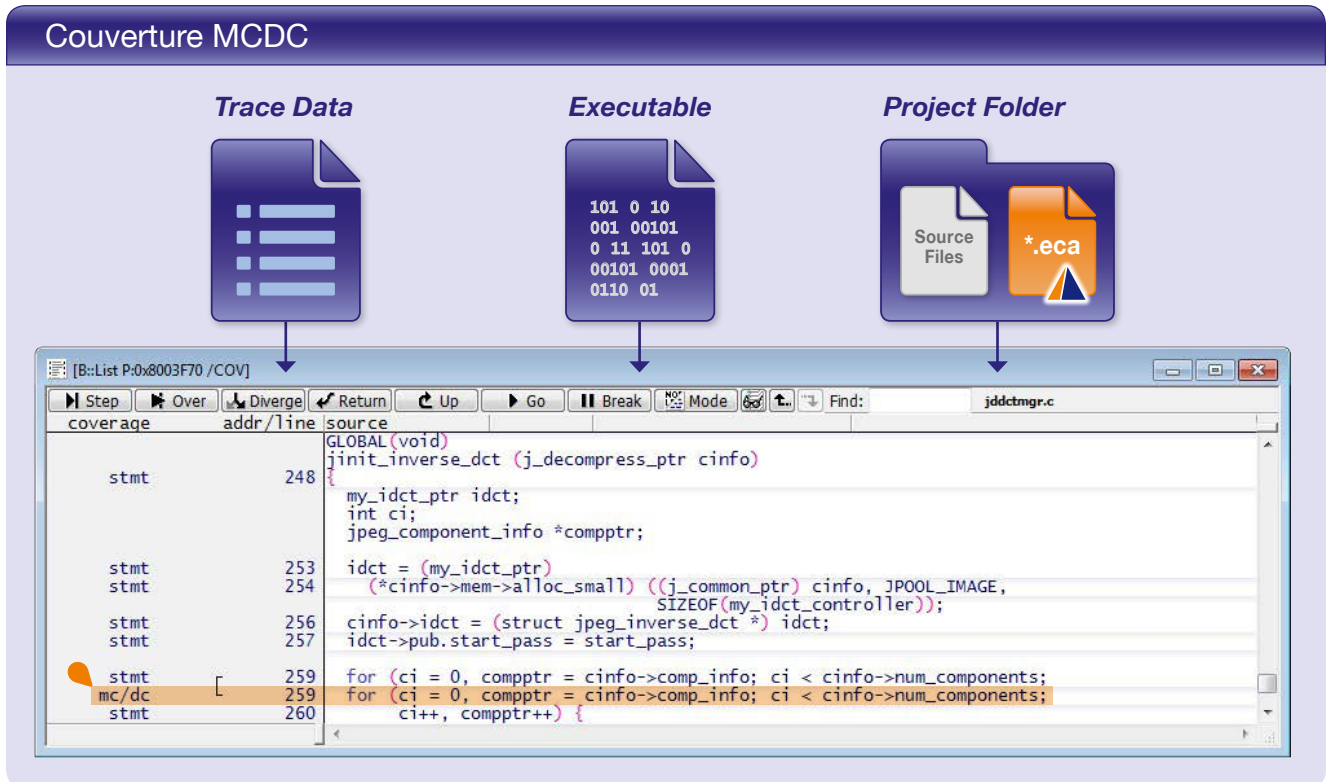 Couverture MCDC
Trace Data
Executable
Project Folder
101 0 10
001 00101
0 11 101 0
00101 0001
0110 01
Source
Files
*.eca
[B::List P:0x8003F70 /COV]
Step Over Diverge Return Up Go Break Mode Find: jddctmgr.c
coverage addr/line source
GLOBAL(void)
jinit_inverse_dct (j_decompress_ptr cinfo)
stmt 248 {
my_idct_ptr idct;
int ci;
jpeg_component_info *compptr;
stmt 253 idct = (my_idct_ptr)
stmt 254 (*cinfo->mem->alloc_small) ((j_common_ptr) cinfo, JPOOL_IMAGE,
SIZEOF(my_idct_controller));
stmt 256 cinfo->idct = (struct jpeg_inverse_dct *) idct;
stmt 257 idct->pub.start_pass = start_pass;
stmt 259 for (ci = 0, compptr = cinfo->comp_info; ci < cinfo->num_components;
mc/dc 259 for (ci = 0, compptr = cinfo->comp_info; ci < cinfo->num_components;
stmt 260 ci++, compptr++) {